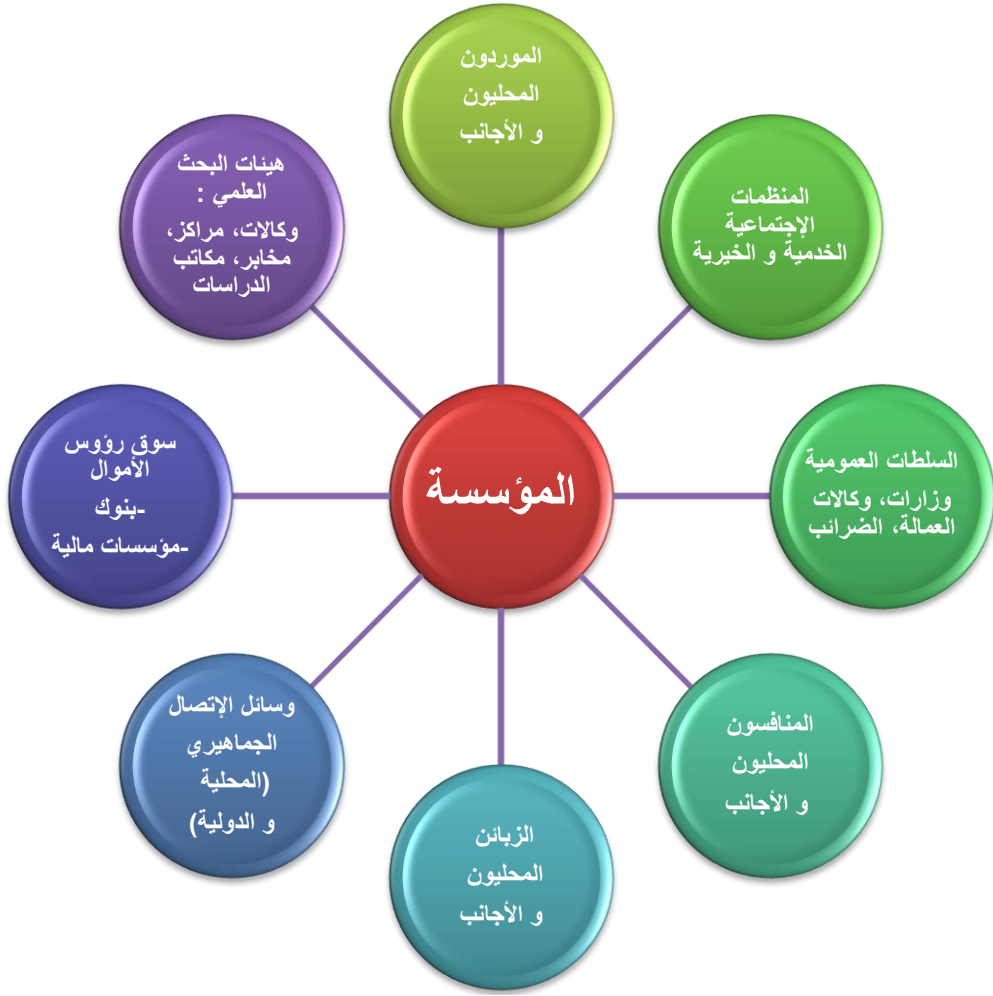 الموردون
المحليون
و الأجانب
المنظمات
الإجتماعية
الخدمية و الخيرية
السلطات العمومية
وزارات، وكالات
العمالة، الضرائب
المنافسون
المحليون
و الأجانب
الزبائن
المحليون
و الأجانب
وسائل الإتصال
الجماهيري
(المحلية
و الدولية)
سوق رؤوس
الأموال
-بنوك
-مؤسسات مالية
هيئات البحث
العلمي :
وكالات، مراكز،
مخابر، مكاتب
الدراسات
المؤسسة